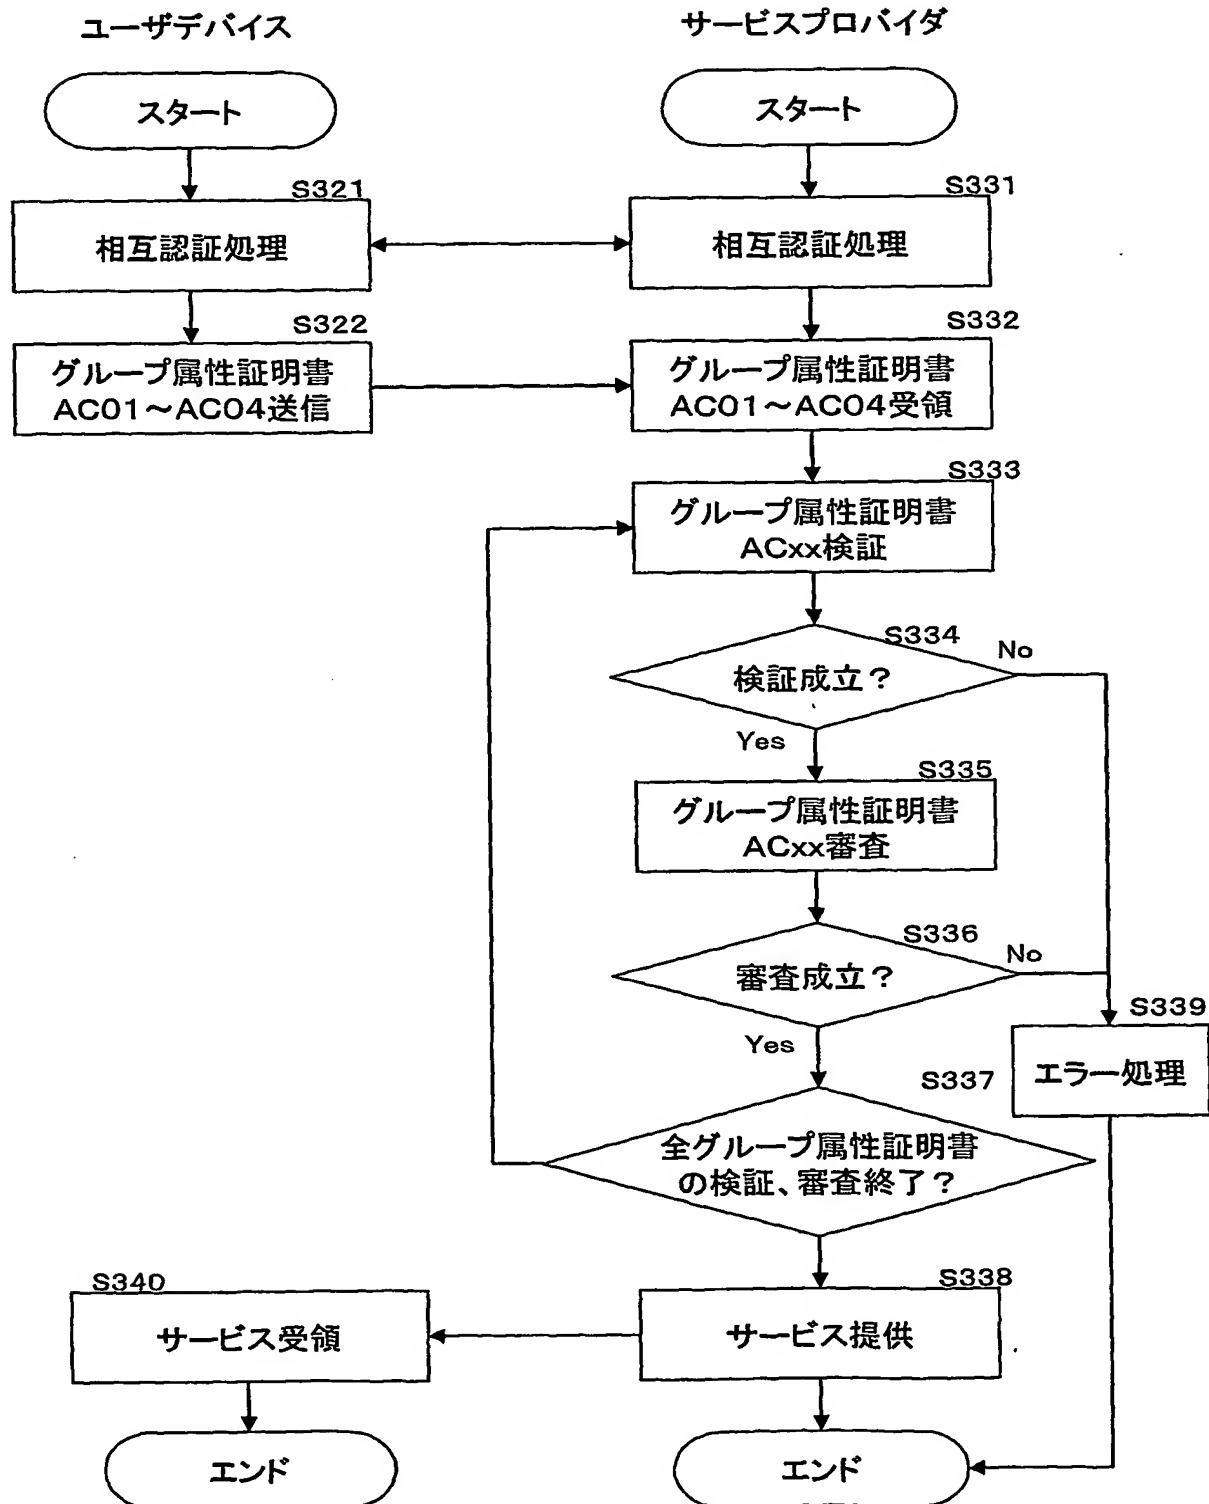 ユーザデバイス
サービスプロバイダ
スタート
スタート
S321
相互認証処理
S331
相互認証処理
S322
グループ属性証明書
AC01～AC04送信
S332
グループ属性証明書
AC01～AC04受領
S333
グループ属性証明書
ACxx検証
S334
No
検証成立？
Yes
S335
グループ属性証明書
ACxx審査
S336
No
審査成立？
Yes
S339
エラー処理
S337
全グループ属性証明書
の検証、審査終了？
S340
サービス受領
S338
サービス提供
エンド
エンド